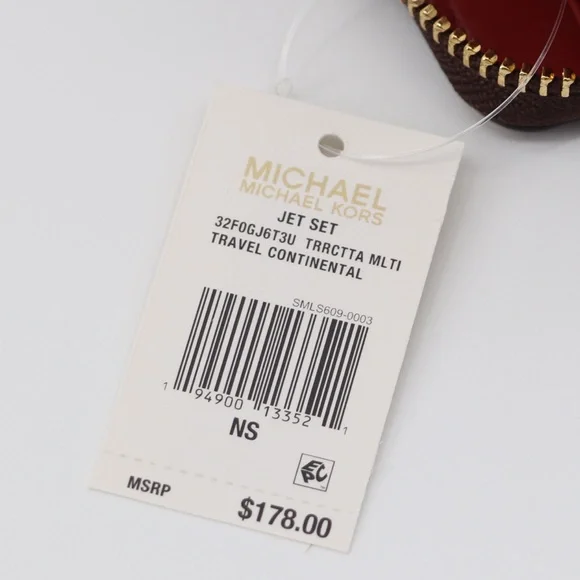 MICHAEL
MICHAEL KORS
JET SET
32F0GJ6T3U TRRCTTA MLTI
TRAVEL CONTINENTAL
SMLS609-0003
1 94900 13352 1
NS
EPC
MSRP $178.00